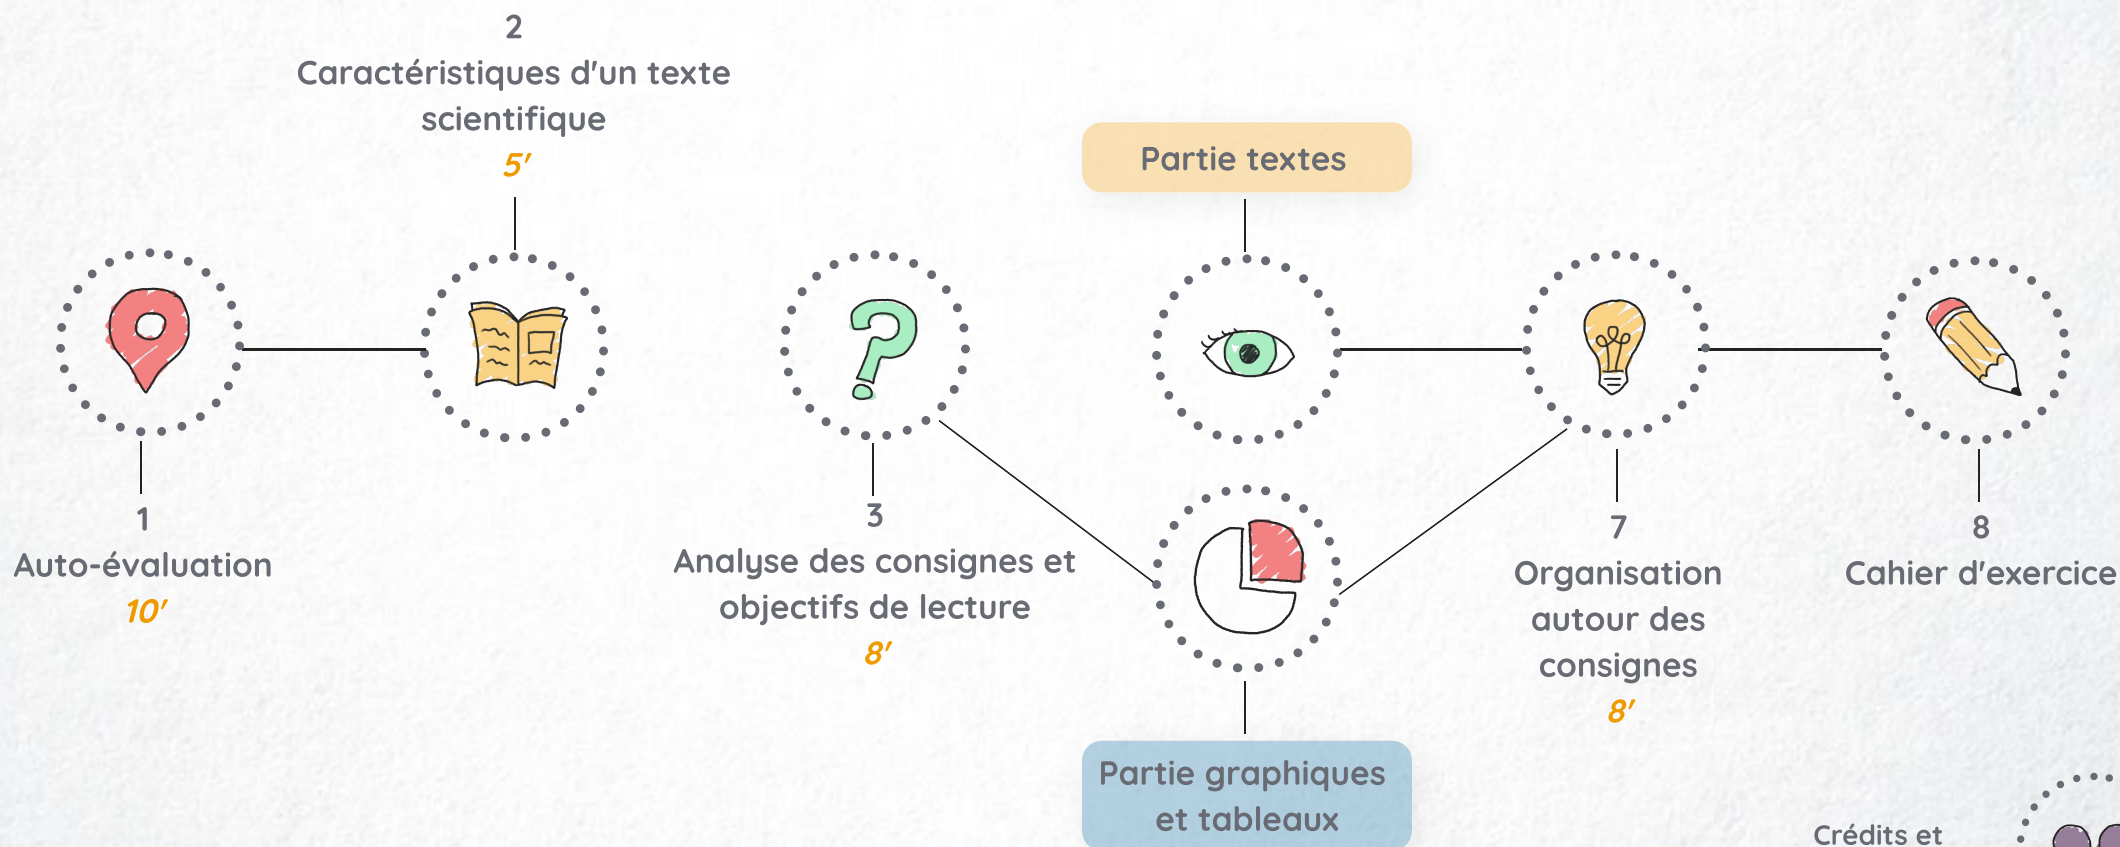 2
Caractéristiques d'un texte
scientifique
5'
Partie textes
1
Auto-évaluation
10'
3
Analyse des consignes et
objectifs de lecture
8'
7
Organisation
autour des
consignes
8'
8
Cahier d'exercice
Partie graphiques
et tableaux
Crédits et